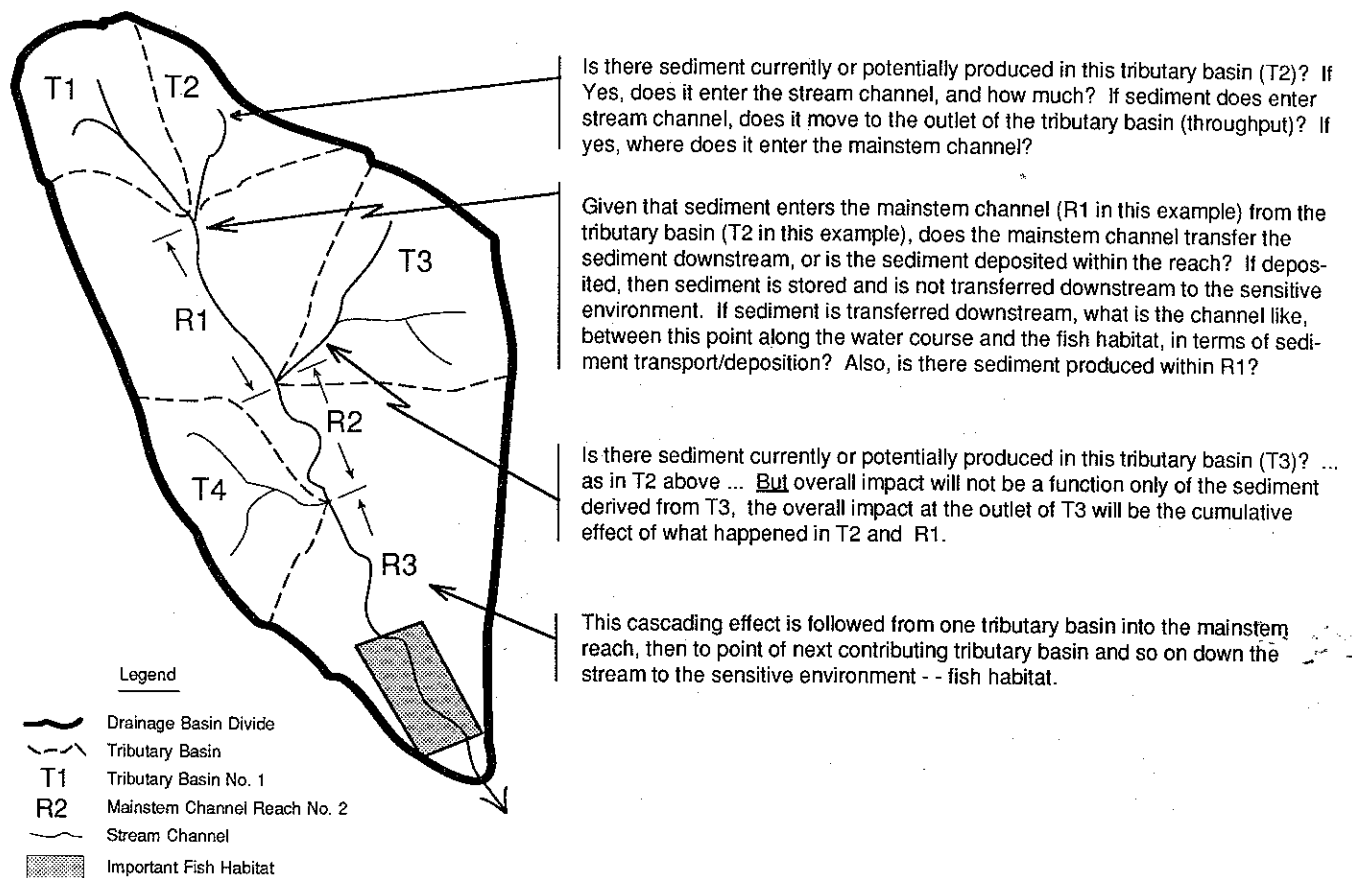 T1
T2
T3
R1
R2
T4
R3
Is there sediment currently or potentially produced in this tributary basin (T2)? If
Yes, does it enter the stream channel, and how much? If sediment does enter
stream channel, does it move to the outlet of the tributary basin (throughput)? If
yes, where does it enter the mainstem channel?
Given that sediment enters the mainstem channel (R1 in this example) from the
tributary basin (T2 in this example), does the mainstem channel transfer the
sediment downstream, or is the sediment deposited within the reach? If depos-
ited, then sediment is stored and is not transferred downstream to the sensitive
environment. If sediment is transferred downstream, what is the channel like,
between this point along the water course and the fish habitat, in terms of sedi-
ment transport/deposition? Also, is there sediment produced within R1?
Is there sediment currently or potentially produced in this tributary basin (T3)? ...
as in T2 above ... But overall impact will not be a function only of the sediment
derived from T3, the overall impact at the outlet of T3 will be the cumulative
effect of what happened in T2 and R1.
This cascading effect is followed from one tributary basin into the mainstem
reach, then to point of next contributing tributary basin and so on down the
stream to the sensitive environment - - fish habitat.
Legend
Drainage Basin Divide
Tributary Basin
T1 Tributary Basin No. 1
R2 Mainstem Channel Reach No. 2
Stream Channel
Important Fish Habitat